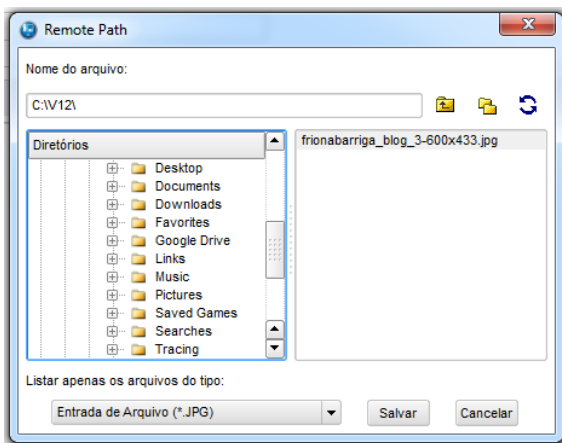 Remote Path
Nome do arquivo:
C:\V12\
Diretórios
Desktop
Documents
Downloads
Favorites
Google Drive
Links
Music
Pictures
Saved Games
Searches
Tracing
frionabarriga_blog_3-600x433.jpg
Listar apenas os arquivos do tipo:
Entrada de Arquivo (*.JPG)
Salvar
Cancelar